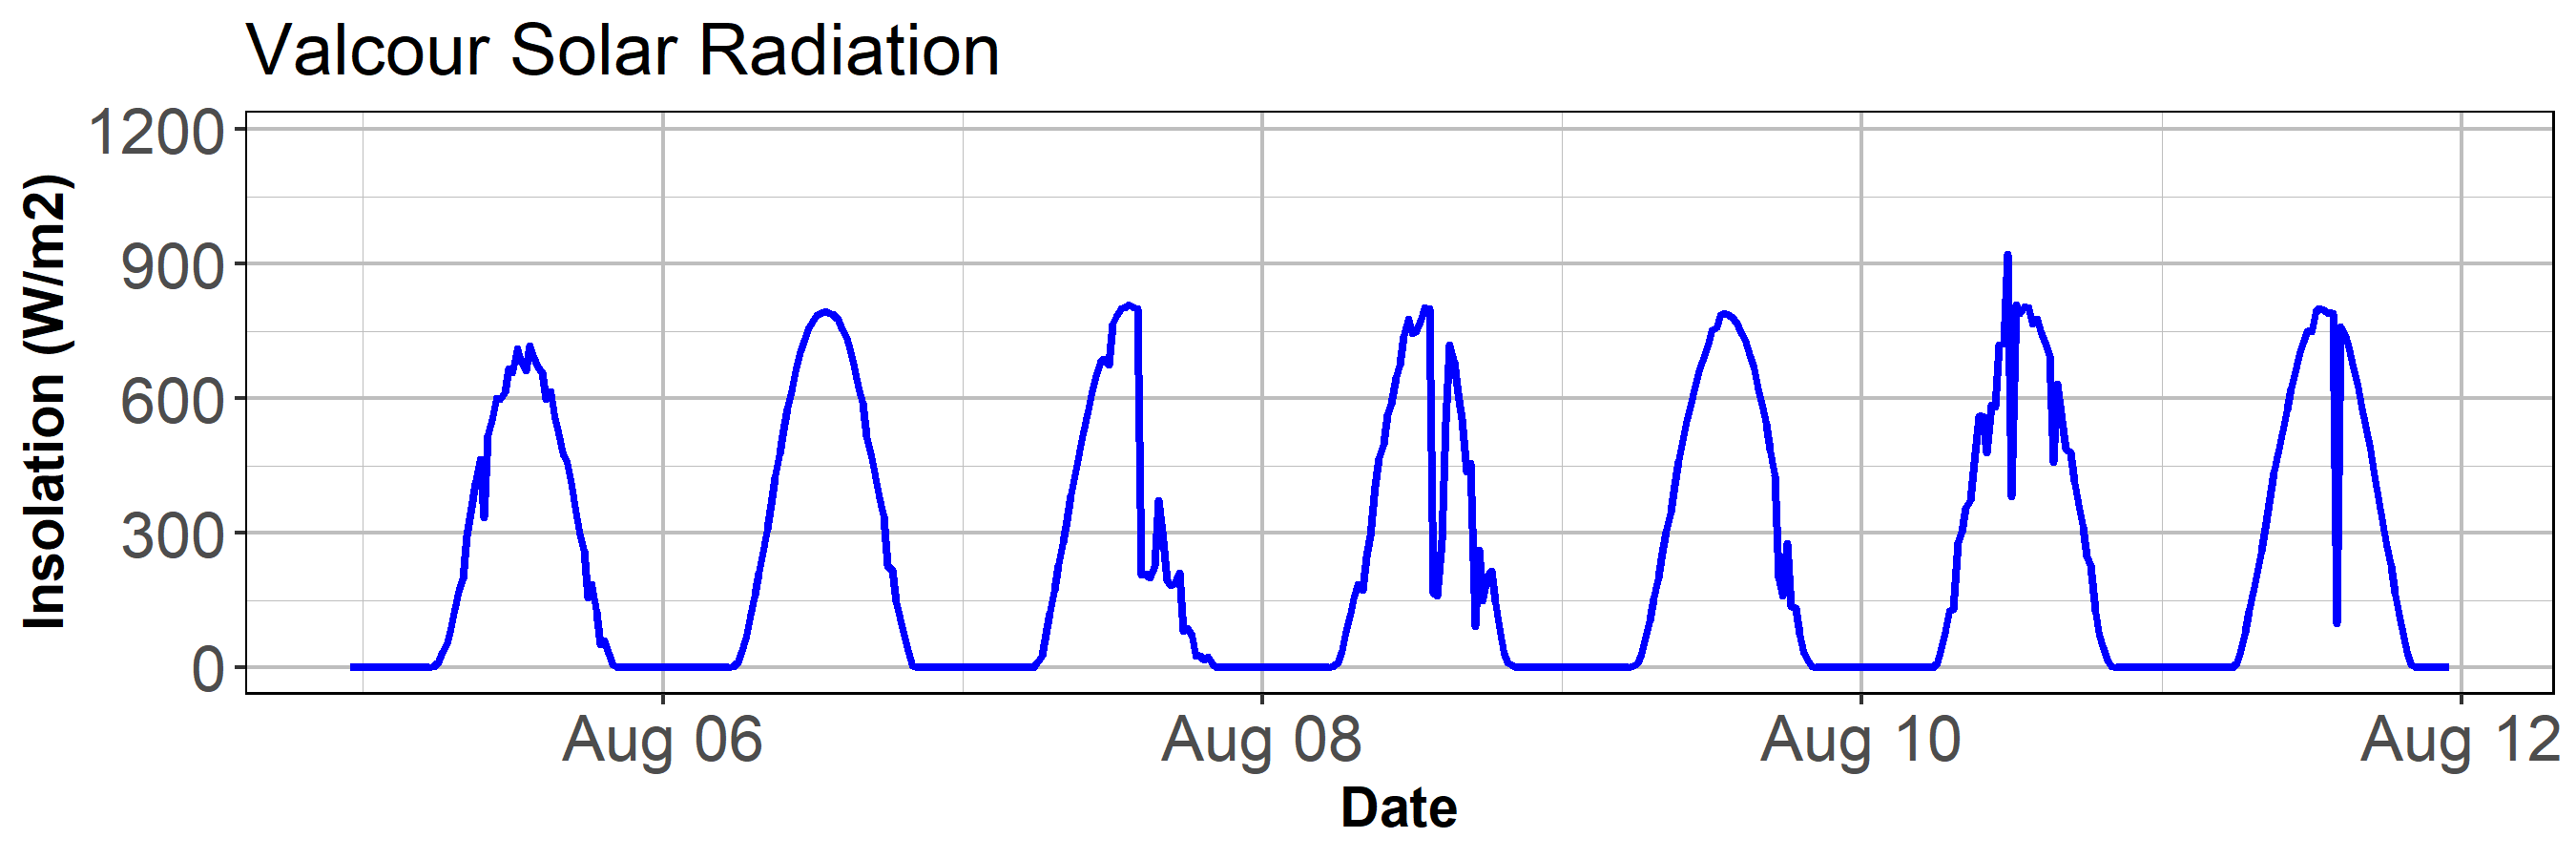 Valcour Solar Radiation
Insolation (W/m2)
1200
900
600
300
0
Aug 06 Aug 08 Aug 10 Aug 12
Date